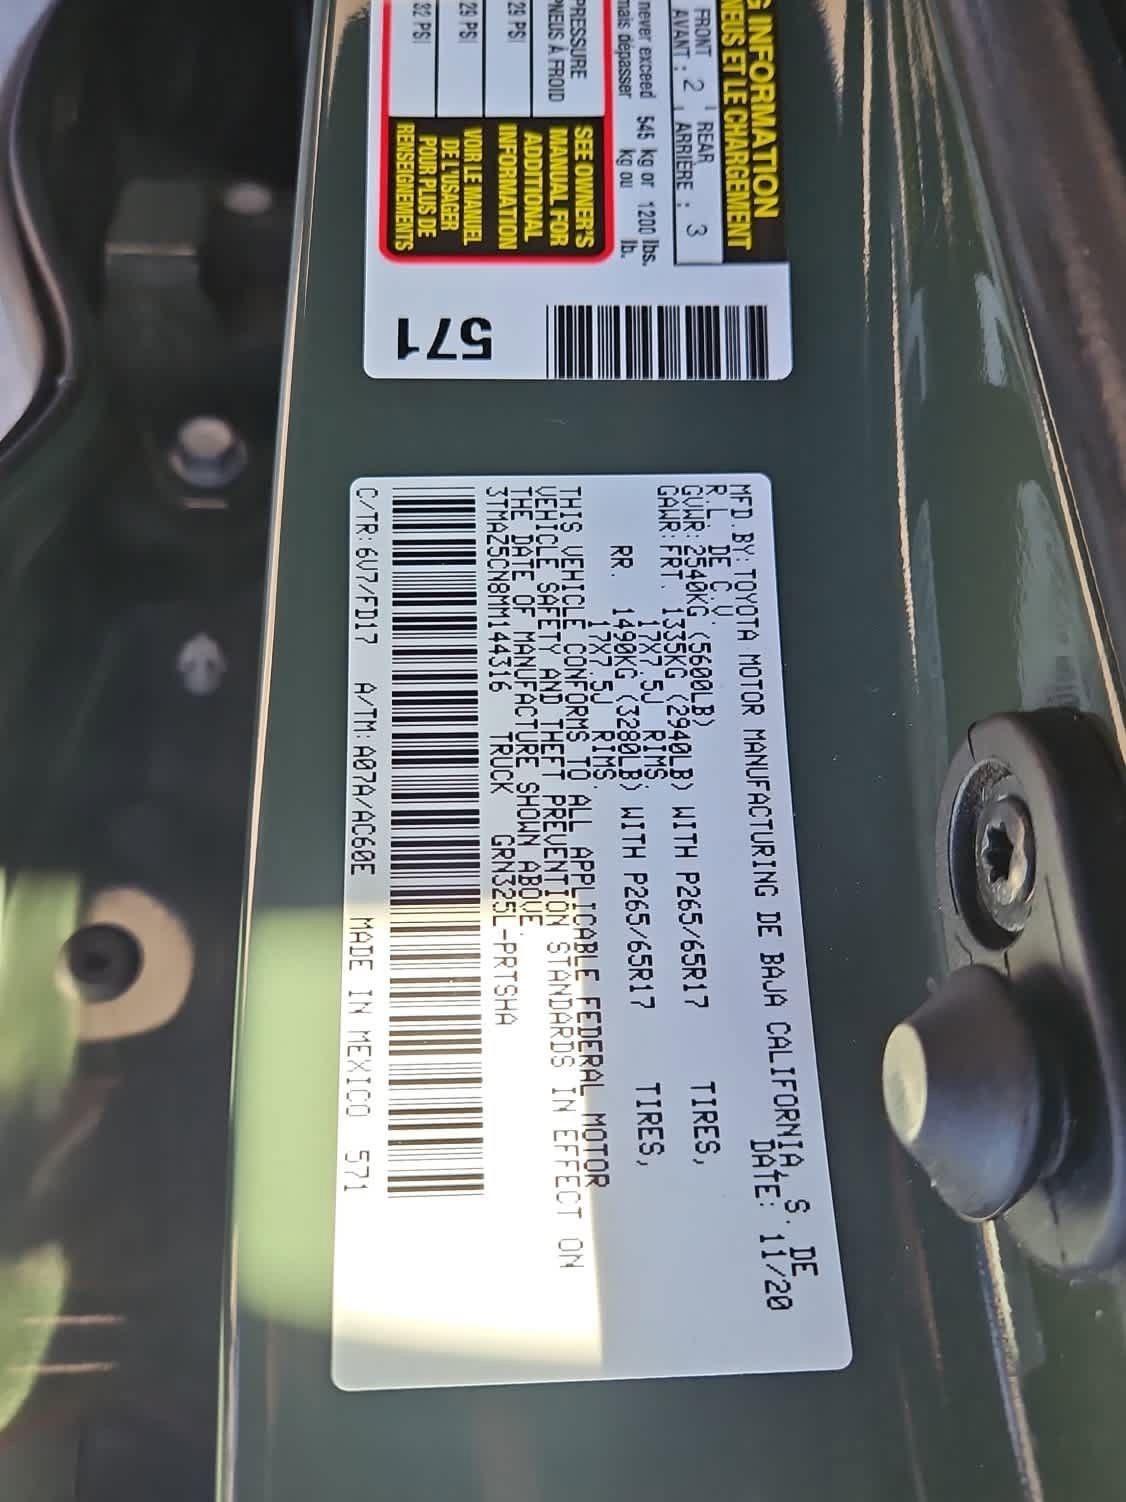 G INFORMATION
NEUS ET LE CHARGEMENT
FRONT
AVANT : 2 , REAR
ARRIÈRE : 3
never exceed 545 kg or 1200 lbs.
mais dépasser kg ou lb.
PRESSURE
PNEUS À FROID
29 PSI
29 PSI
32 PSI
SEE OWNER'S
MANUAL FOR
ADDITIONAL
INFORMATION
VOIR LE MANUEL
DE L'USAGER
POUR PLUS DE
RENSEIGNEMENTS
571
MFD. BY: TOYOTA MOTOR MANUFACTURING DE BAJA CALIFORNIA, S. DE
R.L. DE C.V. DATE: 11/20
GVWR: 2540KG (5600LB)
GAWR: FRT. 1335KG (2940LB) WITH P265/65R17 TIRES,
17X7.5J RIMS.
RR. 1490KG (3280LB) WITH P265/65R17 TIRES,
17X7.5J RIMS.
THIS VEHICLE CONFORMS TO ALL APPLICABLE FEDERAL MOTOR
VEHICLE SAFETY AND THEFT PREVENTION STANDARDS IN EFFECT ON
THE DATE OF MANUFACTURE SHOWN ABOVE.
3TMAZ5CN8MM144316 TRUCK GRN325L-PRTSHA
C/TR: 6V7/FD17 A/TM: A07A/AC60E MADE IN MEXICO 571